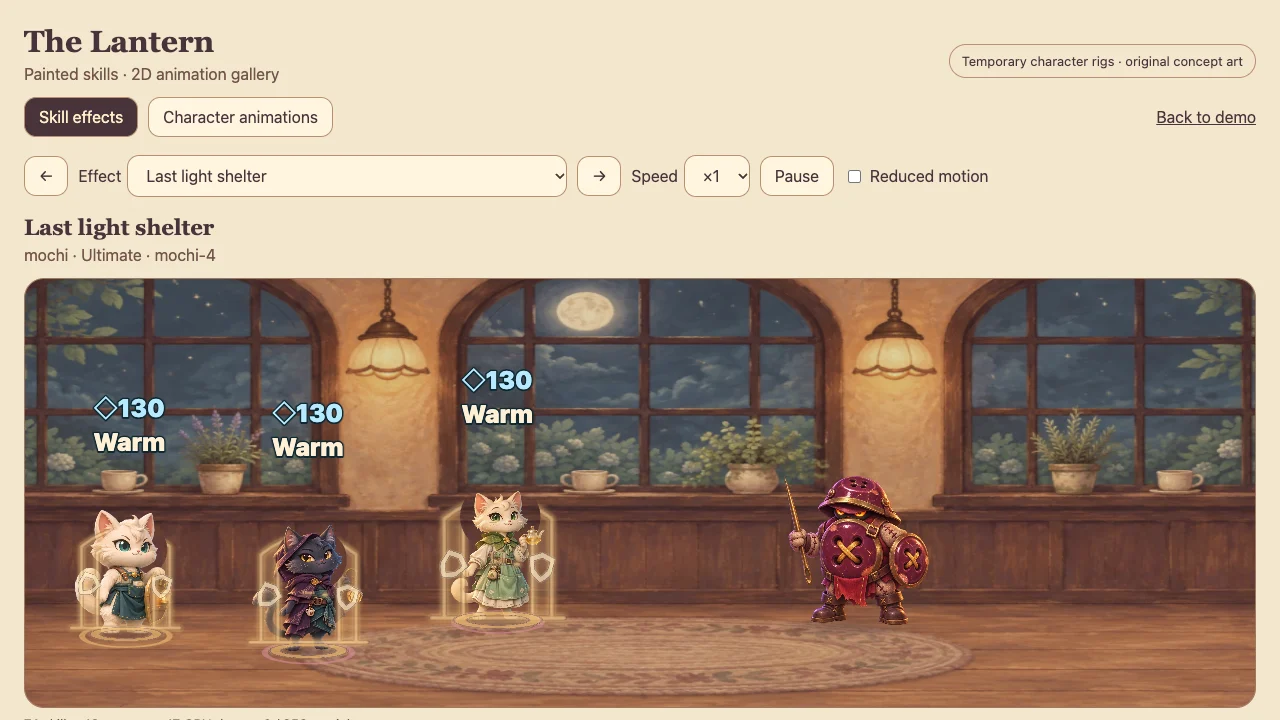 The Lantern
Painted skills · 2D animation gallery
Temporary character rigs · original concept art
Skill effects
Character animations
Back to demo
← Effect Last light shelter → Speed ×1 Pause Reduced motion
Last light shelter
mochi · Ultimate · mochi-4
◇130
Warm
◇130
Warm
◇130
Warm